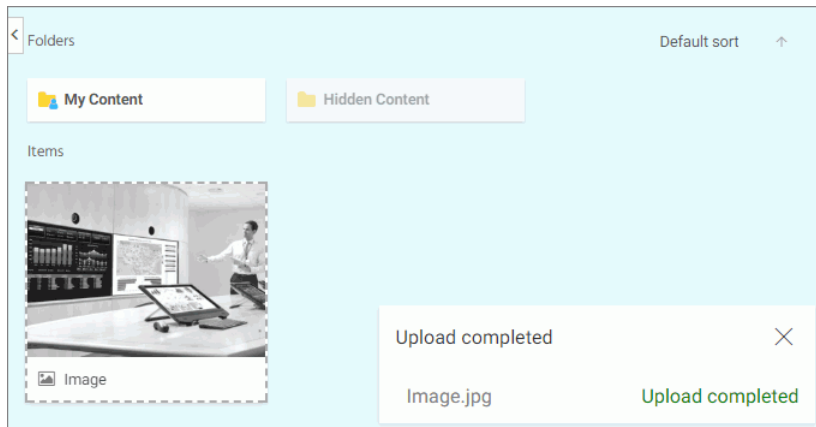 Folders
Default sort
My Content
Hidden Content
Items
Image
Upload completed
Image.jpg
Upload completed